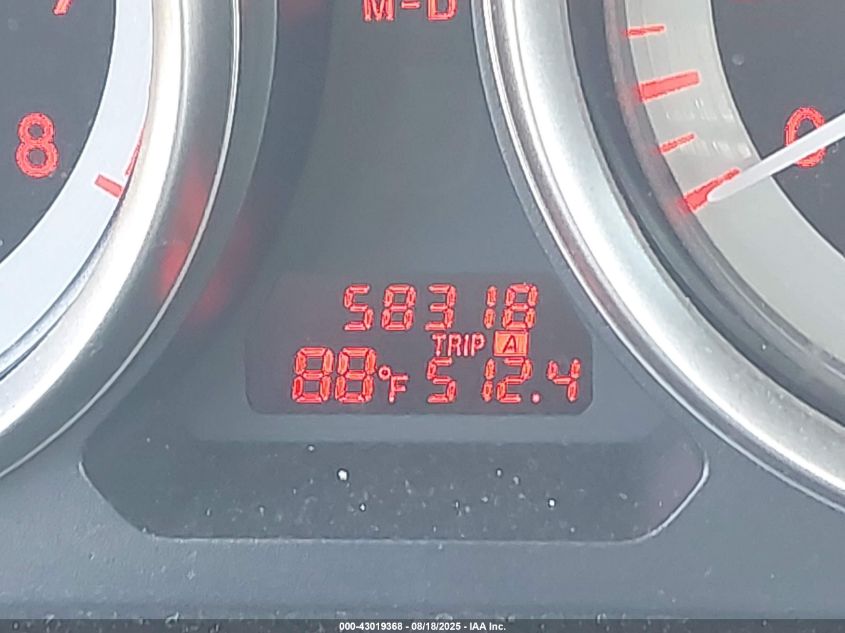 M-D
8
0
58318
TRIP A
88°F 512.4
000-43019368 - 08/18/2025 - IAA Inc.